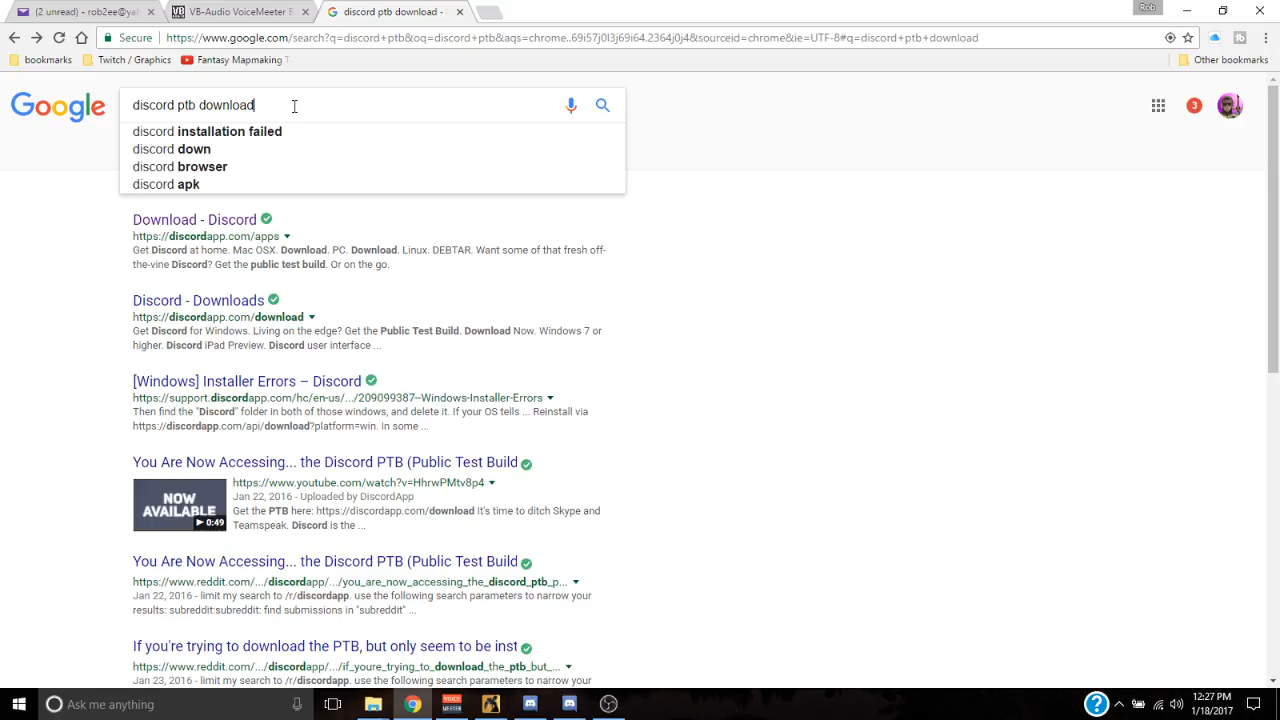 (2 unread) - rob2ee@yah
VB-Audio VoiceMeeter B
discord ptb download -
Rob
Secure
https://www.google.com/search?q=discord+ptb&oq=discord+ptb&aqs=chrome..69i57j0l3j69i64.2364j0j4&sourceid=chrome&ie=UTF-8#q=discord+ptb+download
bookmarks
Twitch / Graphics
Fantasy Mapmaking T
Other bookmarks
Google
discord ptb download
3
discord installation failed
discord down
discord browser
discord apk
Download - Discord
https://discordapp.com/apps
Get Discord at home. Mac OSX. Download. PC. Download. Linux. DEBTAR. Want some of that fresh off-
the-vine Discord? Get the public test build. Or on the go.
Discord - Downloads
https://discordapp.com/download
Get Discord for Windows. Living on the edge? Get the Public Test Build. Download Now. Windows 7 or
higher. Discord iPad Preview. Discord user interface ...
[Windows] Installer Errors – Discord
https://support.discordapp.com/hc/en-us/.../209099387--Windows-Installer-Errors
Then find the "Discord" folder in both of those windows, and delete it. If your OS tells ... Reinstall via
https://discordapp.com/api/download?platform=win. In some ...
You Are Now Accessing... the Discord PTB (Public Test Build
NOW
AVAILABLE
0:49
https://www.youtube.com/watch?v=HhrwPMtv8p4
Jan 22, 2016 - Uploaded by DiscordApp
Get the PTB here: https://discordapp.com/download It's time to ditch Skype and
Teamspeak. Discord is the ...
You Are Now Accessing... the Discord PTB (Public Test Build
https://www.reddit.com/.../discordapp/.../you_are_now_accessing_the_discord_ptb_p...
Jan 22, 2016 - limit my search to /r/discordapp. use the following search parameters to narrow your
results: subreddit:subreddit: find submissions in "subreddit" ...
If you're trying to download the PTB, but only seem to be inst
https://www.reddit.com/.../discordapp/.../if_youre_trying_to_download_the_ptb_but_...
Jan 23, 2016 - limit my search to /r/discordapp. use the following search parameters to narrow your
Ask me anything
VOICE
MEETER
12:27 PM
1/18/2017